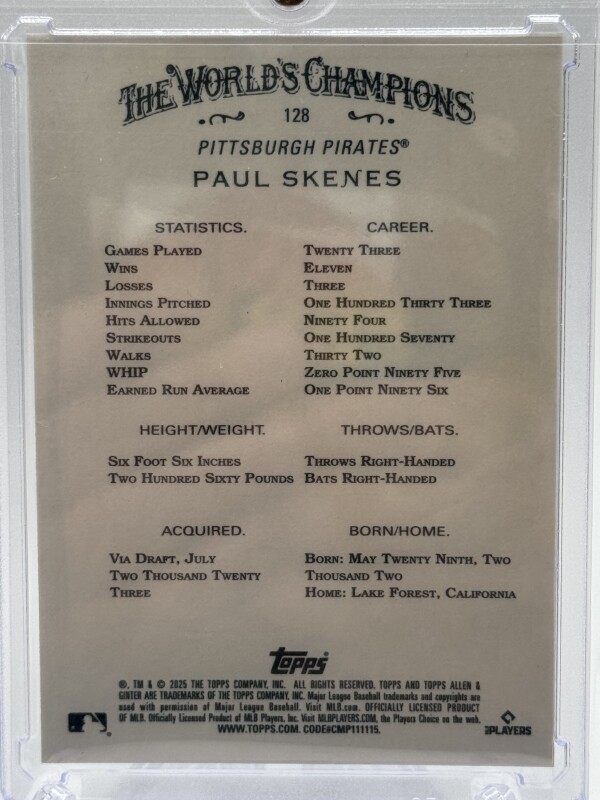 THE WORLD'S CHAMPIONS
128
PITTSBURGH PIRATES®
PAUL SKENES
STATISTICS. CAREER.
GAMES PLAYED TWENTY THREE
WINS ELEVEN
LOSSES THREE
INNINGS PITCHED ONE HUNDRED THIRTY THREE
HITS ALLOWED NINETY FOUR
STRIKEOUTS ONE HUNDRED SEVENTY
WALKS THIRTY TWO
WHIP ZERO POINT NINETY FIVE
EARNED RUN AVERAGE ONE POINT NINETY SIX
HEIGHT/WEIGHT. THROWS/BATS.
SIX FOOT SIX INCHES THROWS RIGHT-HANDED
TWO HUNDRED SIXTY POUNDS BATS RIGHT-HANDED
ACQUIRED. BORN/HOME.
VIA DRAFT, JULY BORN: MAY TWENTY NINTH, TWO
TWO THOUSAND TWENTY THOUSAND TWO
THREE HOME: LAKE FOREST, CALIFORNIA
topps®
®, TM & © 2025 THE TOPPS COMPANY, INC. ALL RIGHTS RESERVED. TOPPS AND TOPPS ALLEN &
GINTER ARE TRADEMARKS OF THE TOPPS COMPANY, INC. Major League Baseball trademarks and copyrights are
used with permission of Major League Baseball. Visit MLB.com. OFFICIALLY LICENSED PRODUCT
OF MLB. Officially Licensed Product of MLB Players, Inc. Visit MLBPLAYERS.COM, the Players Choice on the web.
WWW.TOPPS.COM. CODE#CMP111115.
PLAYERS